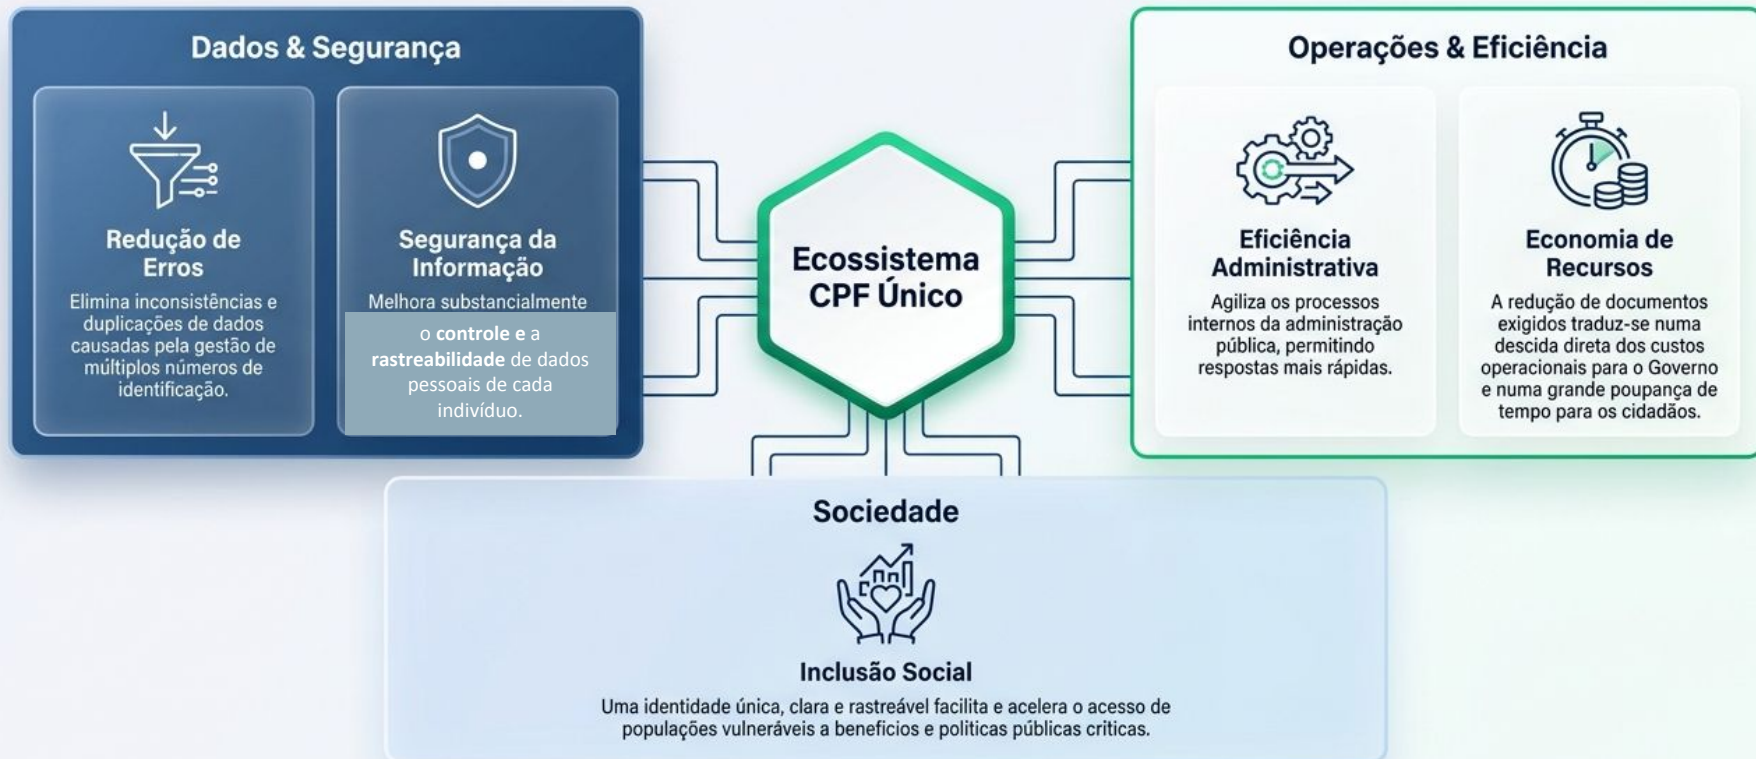 Dados & Segurança
Redução de
Erros
Elimina inconsistências e
duplicações de dados
causadas pela gestão de
múltiplos números de
identificação.
Segurança da
Informação
Melhora substancialmente
o controle e a
rastreabilidade de dados
pessoais de cada
indivíduo.
Ecossistema
CPF Único
Operações & Eficiência
Eficiência
Administrativa
Agiliza os processos
internos da administração
pública, permitindo
respostas mais rápidas.
Economia de
Recursos
A redução de documentos
exigidos traduz-se numa
descida direta dos custos
operacionais para o Governo
e numa grande poupança de
tempo para os cidadãos.
Sociedade
Inclusão Social
Uma identidade única, clara e rastreável facilita e acelera o acesso de
populações vulneráveis a benefícios e politicas públicas críticas.